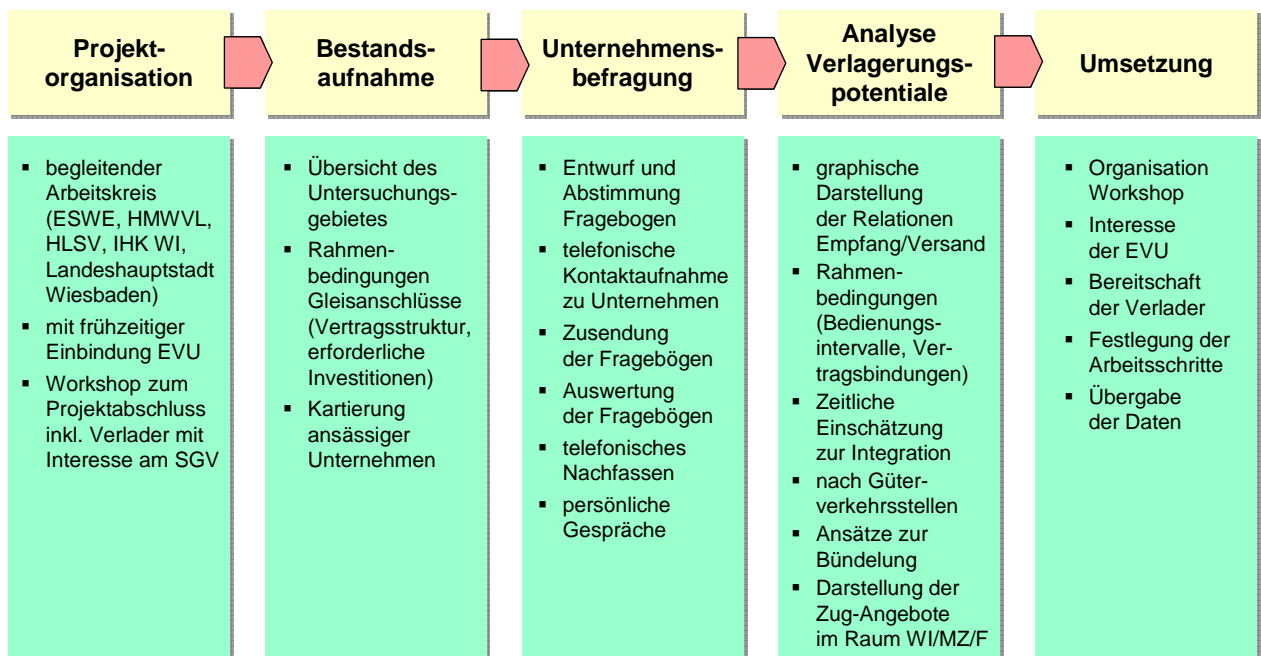 Projekt-
organisation
Bestands-
aufnahme
Unternehmens-
befragung
Analyse
Verlagerungs-
potentiale
Umsetzung
▪ begleitender
Arbeitskreis
(ESWE, HMWVL,
HLSV, IHK WI,
Landeshauptstadt
Wiesbaden)
▪ mit frühzeitiger
Einbindung EVU
▪ Workshop zum
Projektabschluss
inkl. Verlader mit
Interesse am SGV
▪ Übersicht des
Untersuchungs-
gebietes
▪ Rahmen-
bedingungen
Gleisanschlüsse
(Vertragsstruktur,
erforderliche
Investitionen)
▪ Kartierung
ansässiger
Unternehmen
▪ Entwurf und
Abstimmung
Fragebogen
▪ telefonische
Kontaktaufnahme
zu Unternehmen
▪ Zusendung
der Fragebögen
▪ Auswertung
der Fragebögen
▪ telefonisches
Nachfassen
▪ persönliche
Gespräche
▪ graphische
Darstellung
der Relationen
Empfang/Versand
▪ Rahmen-
bedingungen
(Bedienungs-
intervalle, Ver-
tragsbindungen)
▪ Zeitliche
Einschätzung
zur Integration
▪ nach Güter-
verkehrsstellen
▪ Ansätze zur
Bündelung
▪ Darstellung der
Zug-Angebote
im Raum WI/MZ/F
▪ Organisation
Workshop
▪ Interesse
der EVU
▪ Bereitschaft
der Verlader
▪ Festlegung der
Arbeitsschritte
▪ Übergabe
der Daten